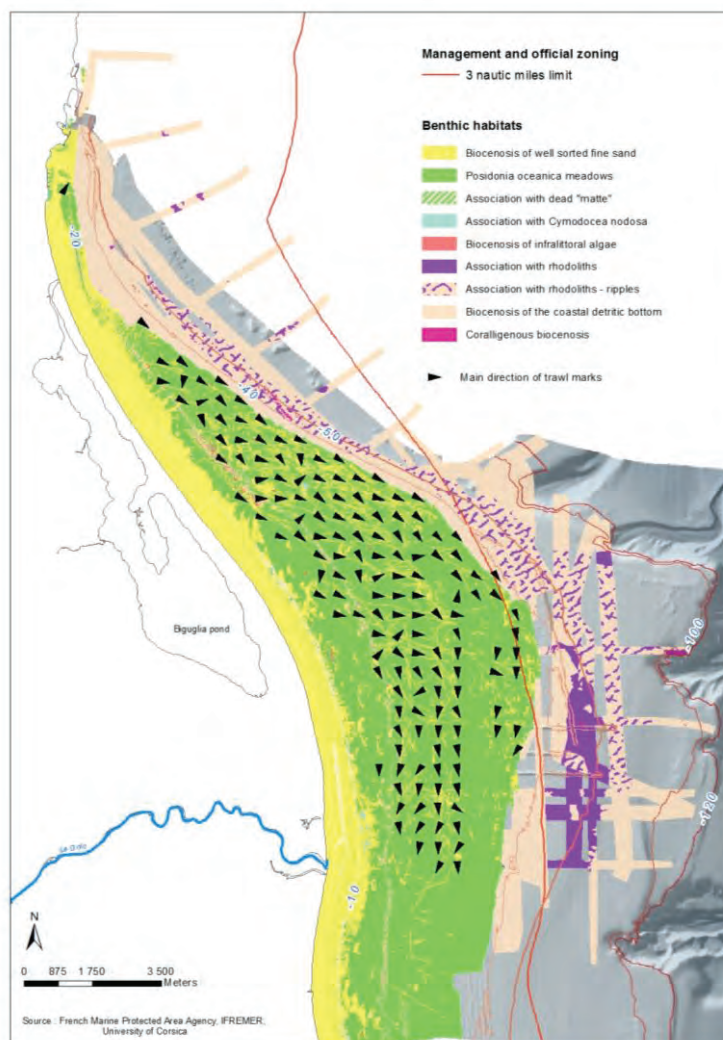 Management and official zoning
3 nautic miles limit
Benthic habitats
Biocenosis of well sorted fine sand
Posidonia oceanica meadows
Association with dead "matte"
Association with Cymodocea nodosa
Biocenosis of infralittoral algae
Association with rhodoliths
Association with rhodoliths - ripples
Biocenosis of the coastal detritic bottom
Coralligenous biocenosis
Main direction of trawl marks
-20
-40
-50
Biguglia pond
-100
-120
-10
N
0 875 1 750 3 500
Meters
Source : French Marine Protected Area Agency, IFREMER,
University of Corsica